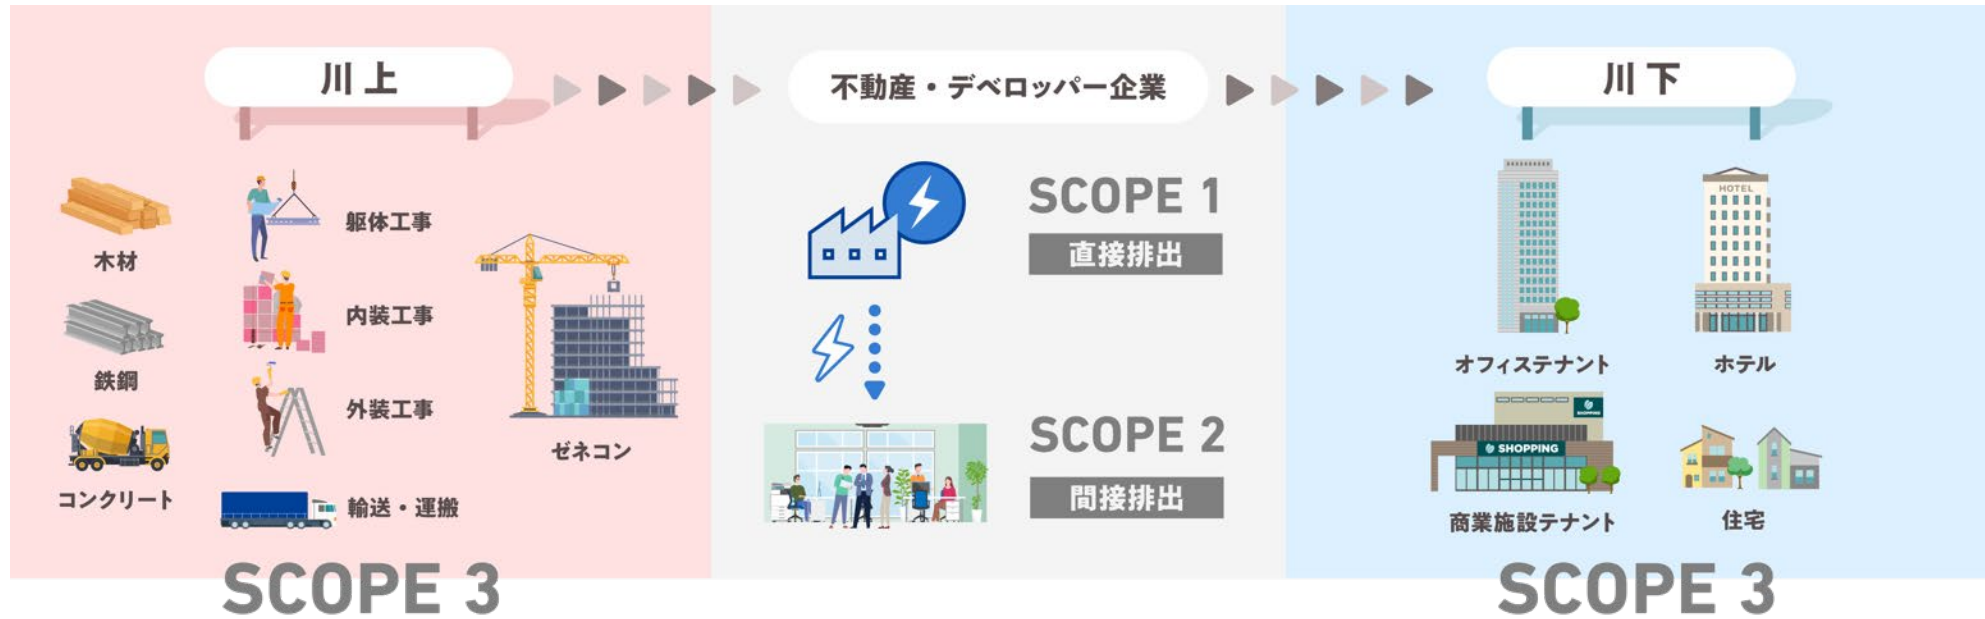 川上
木材
鉄鋼
コンクリート
躯体工事
内装工事
外装工事
輸送・運搬
ゼネコン
SCOPE 3
不動産・デベロッパー企業
SCOPE 1
直接排出
SCOPE 2
間接排出
川下
HOTEL
オフィステナント
ホテル
SHOPPING
SHOPPING
商業施設テナント
住宅
SCOPE 3